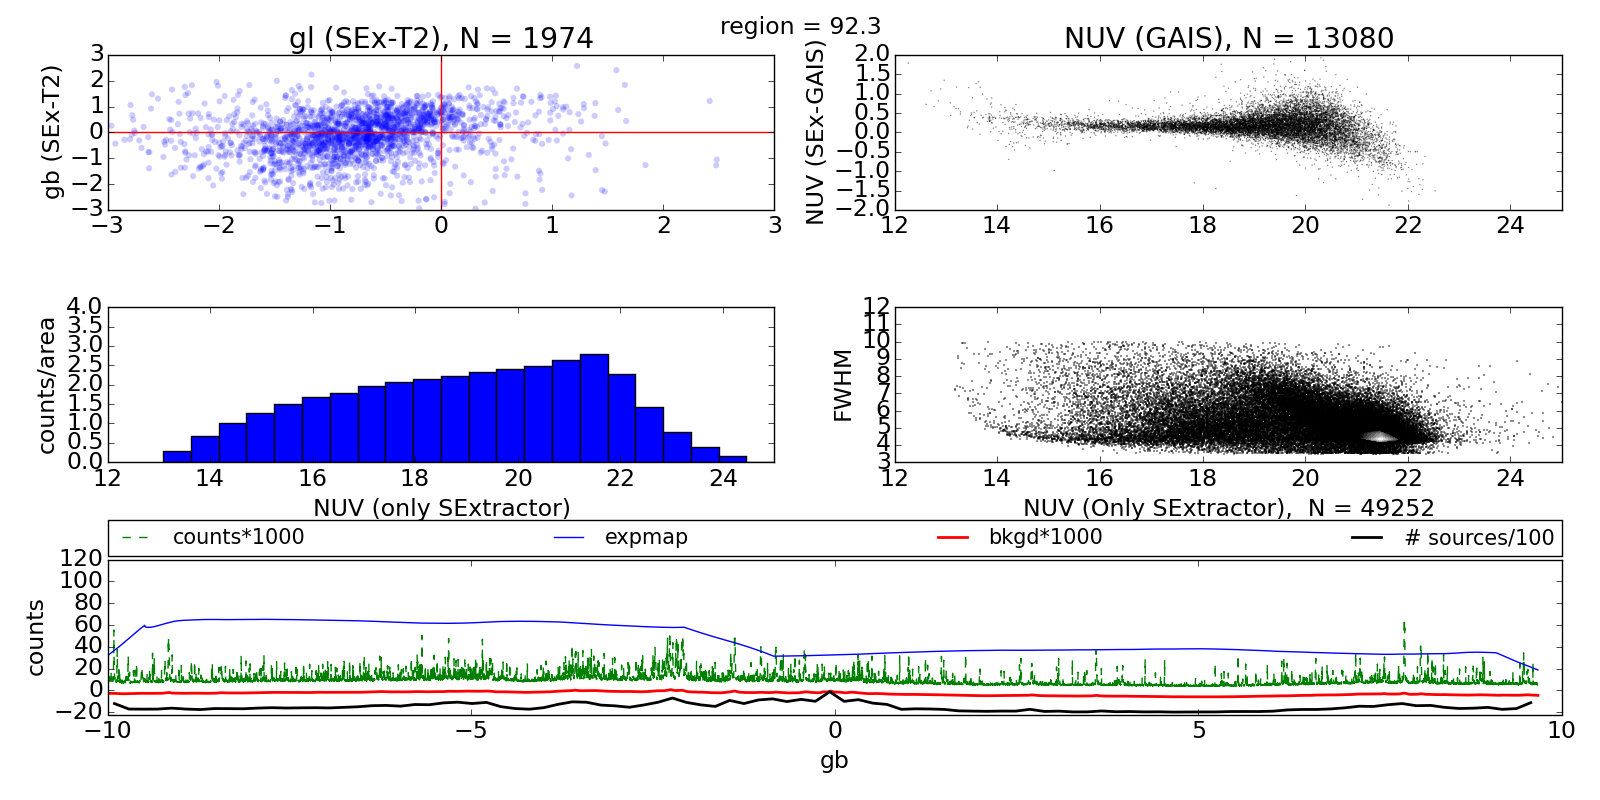 region = 92.3
gl (SEx-T2), N = 1974
NUV (GAIS), N = 13080
gb (SEx-T2)
3
2
1
0
−1
−2
−3
−3 −2 −1 0 1 2 3
NUV (SEx-GAIS)
2.0
1.5
1.0
0.5
0.0
−0.5
−1.0
−1.5
−2.0
12 14 16 18 20 22 24
counts/area
4.0
3.5
3.0
2.5
2.0
1.5
1.0
0.5
0.0
12 14 16 18 20 22 24
NUV (only SExtractor)
FWHM
12
11
10
9
8
7
6
5
4
3
12 14 16 18 20 22 24
NUV (Only SExtractor), N = 49252
counts*1000 expmap bkgd*1000 # sources/100
counts
120
100
80
60
40
20
0
−20
−10 −5 0 5 10
gb